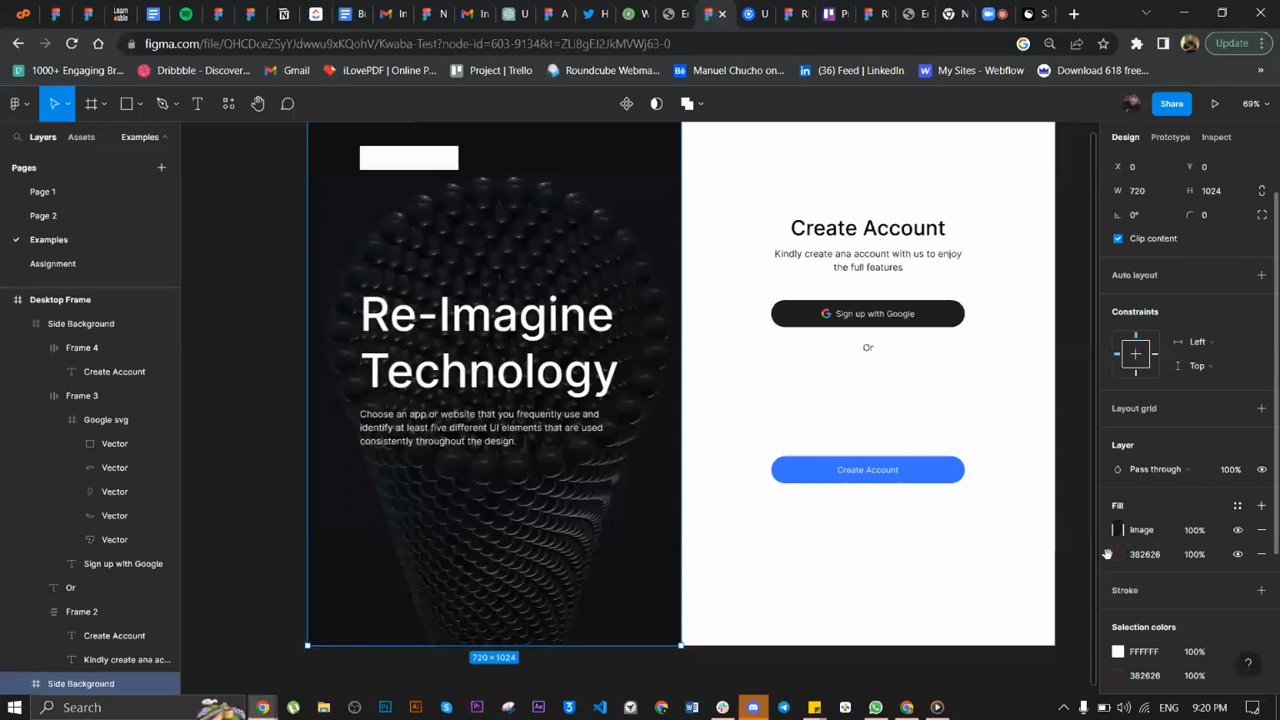 figma.com/file/QHCDceZSyYJdwwu9xKQohV/Kwaba-Test?node-id=603-9134&t=ZLl8gEJ2JkMVWj63-0
Update
1000+ Engaging Br...
Dribbble - Discover...
Gmail
iLovePDF | Online P...
Project | Trello
Roundcube Webma...
Manuel Chucho on...
(36) Feed | LinkedIn
My Sites - Webflow
Download 618 free...
»
Share
69%
Layers
Assets
Examples
Pages
Page 1
Page 2
Examples
Assignment
Desktop Frame
Side Background
Frame 4
Create Account
Frame 3
Google svg
Vector
Vector
Vector
Vector
Vector
Sign up with Google
Or
Frame 2
Create Account
Kindly create ana ac...
Side Background
Re-Imagine
Technology
Choose an app or website that you frequently use and
identify at least five different UI elements that are used
consistently throughout the design.
720 × 1024
Create Account
Kindly create ana account with us to enjoy
the full features
Sign up with Google
Or
Create Account
Design
Prototype
Inspect
X 0
Y 0
W 720
H 1024
0°
0
Clip content
Auto layout
Constraints
Left
Top
Layout grid
Layer
Pass through
100%
Fill
Image
100%
382626
100%
Stroke
Selection colors
FFFFFF
100%
382626
100%
?
Search
ENG
9:20 PM